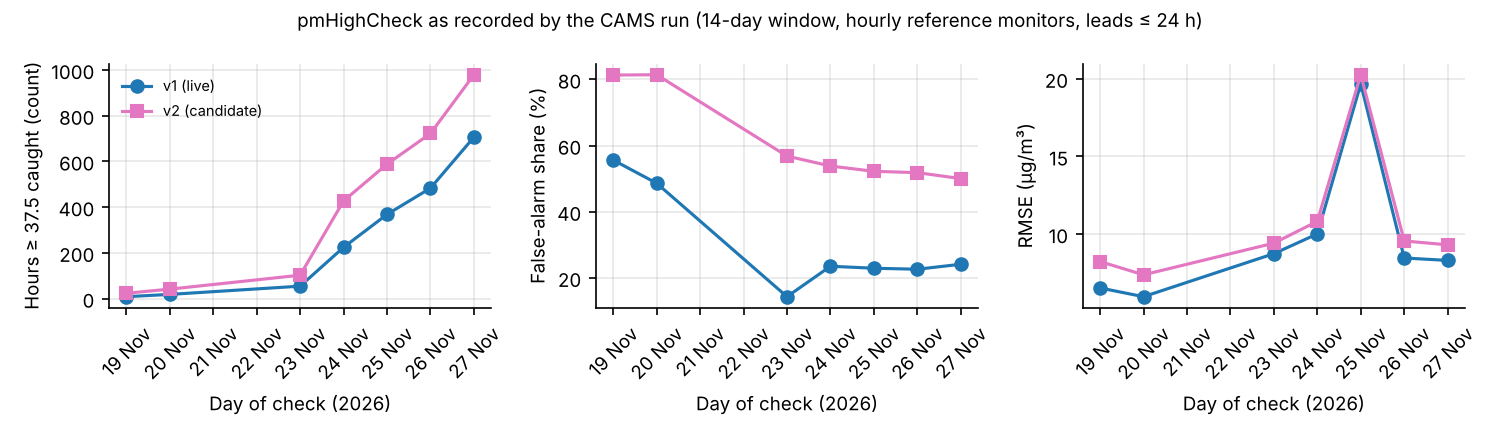 pmHighCheck as recorded by the CAMS run (14-day window, hourly reference monitors, leads ≤ 24 h)
Hours ≥ 37.5 caught (count)
1000
800
600
400
200
0
v1 (live)
v2 (candidate)
19 Nov
20 Nov
21 Nov
22 Nov
23 Nov
24 Nov
25 Nov
26 Nov
27 Nov
Day of check (2026)
False-alarm share (%)
80
60
40
20
19 Nov
20 Nov
21 Nov
22 Nov
23 Nov
24 Nov
25 Nov
26 Nov
27 Nov
Day of check (2026)
RMSE (µg/m³)
20
15
10
19 Nov
20 Nov
21 Nov
22 Nov
23 Nov
24 Nov
25 Nov
26 Nov
27 Nov
Day of check (2026)